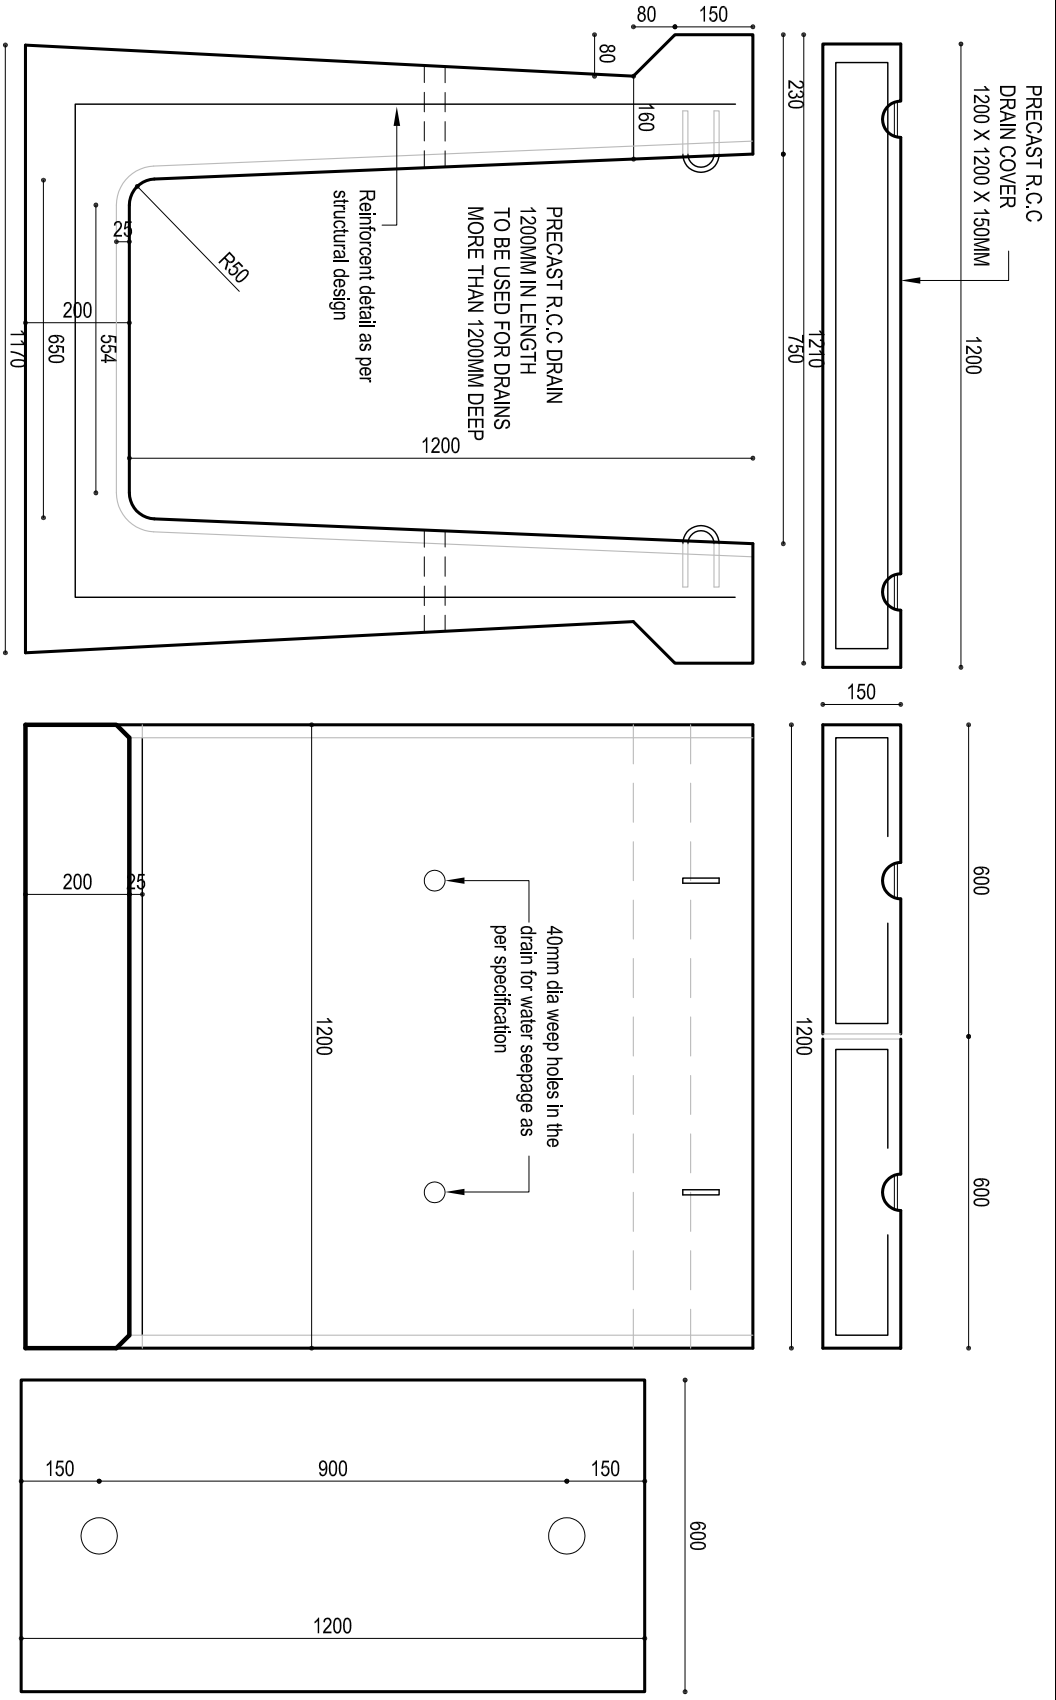 PRECAST R.C.C
DRAIN COVER
1200 X 1200 X 150MM
1200
1210
230
750
150
80
80
160
PRECAST R.C.C DRAIN
1200MM IN LENGTH
TO BE USED FOR DRAINS
MORE THAN 1200MM DEEP
Reinforcent detail as per
structural design
1200
R50
25
200
554
650
1170
150
600
600
1200
40mm dia weep holes in the
drain for water seepage as
per specification
1200
200
25
600
150
900
150
1200